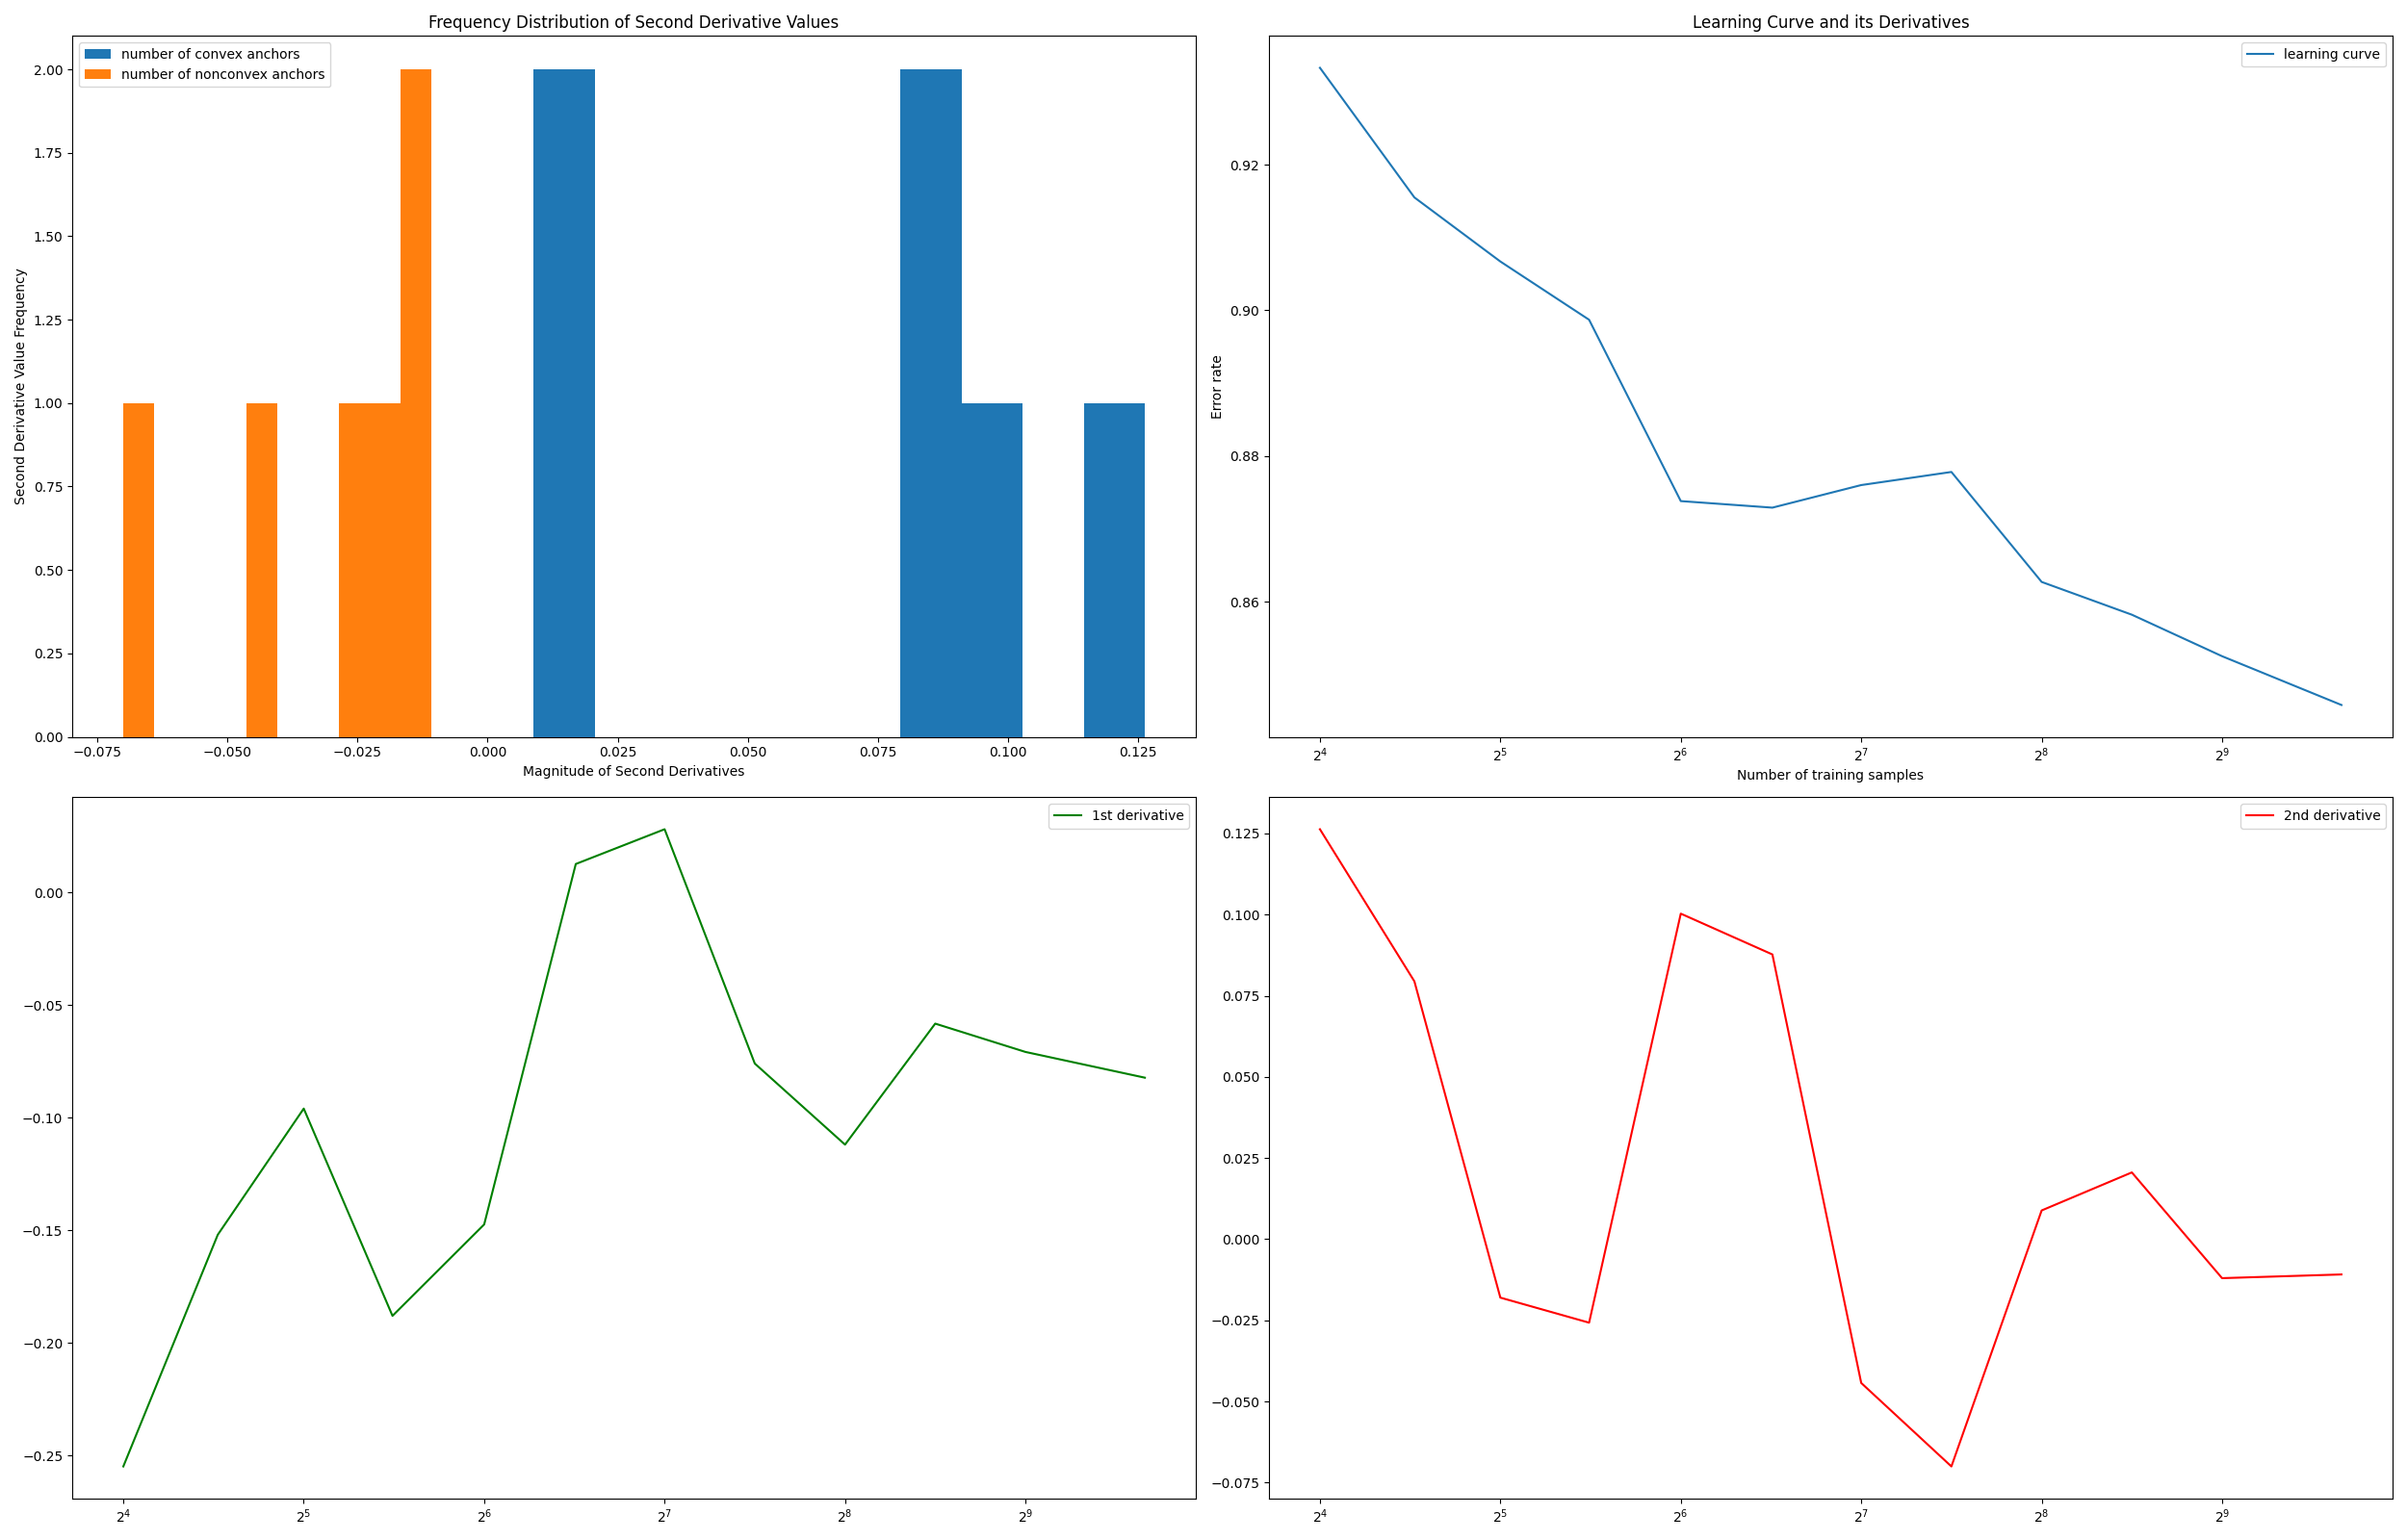 Frequency Distribution of Second Derivative Values
number of convex anchors
number of nonconvex anchors
Second Derivative Value Frequency
2.00
1.75
1.50
1.25
1.00
0.75
0.50
0.25
0.00
−0.075 −0.050 −0.025 0.000 0.025 0.050 0.075 0.100 0.125
Magnitude of Second Derivatives
Learning Curve and its Derivatives
learning curve
Error rate
0.92
0.90
0.88
0.86
2⁴ 2⁵ 2⁶ 2⁷ 2⁸ 2⁹
Number of training samples
1st derivative
0.00
−0.05
−0.10
−0.15
−0.20
−0.25
2⁴ 2⁵ 2⁶ 2⁷ 2⁸ 2⁹
2nd derivative
0.125
0.100
0.075
0.050
0.025
0.000
−0.025
−0.050
−0.075
2⁴ 2⁵ 2⁶ 2⁷ 2⁸ 2⁹